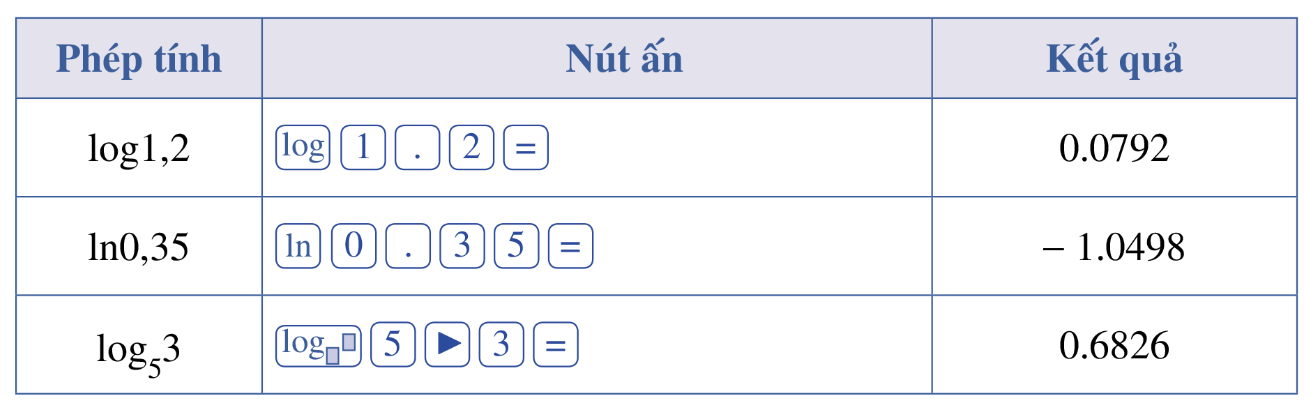 Phép tính Nút ấn Kết quả
log1,2 log 1 . 2 = 0.0792
ln0,35 ln 0 . 3 5 = − 1.0498
log₅3 log 5 ▶ 3 = 0.6826